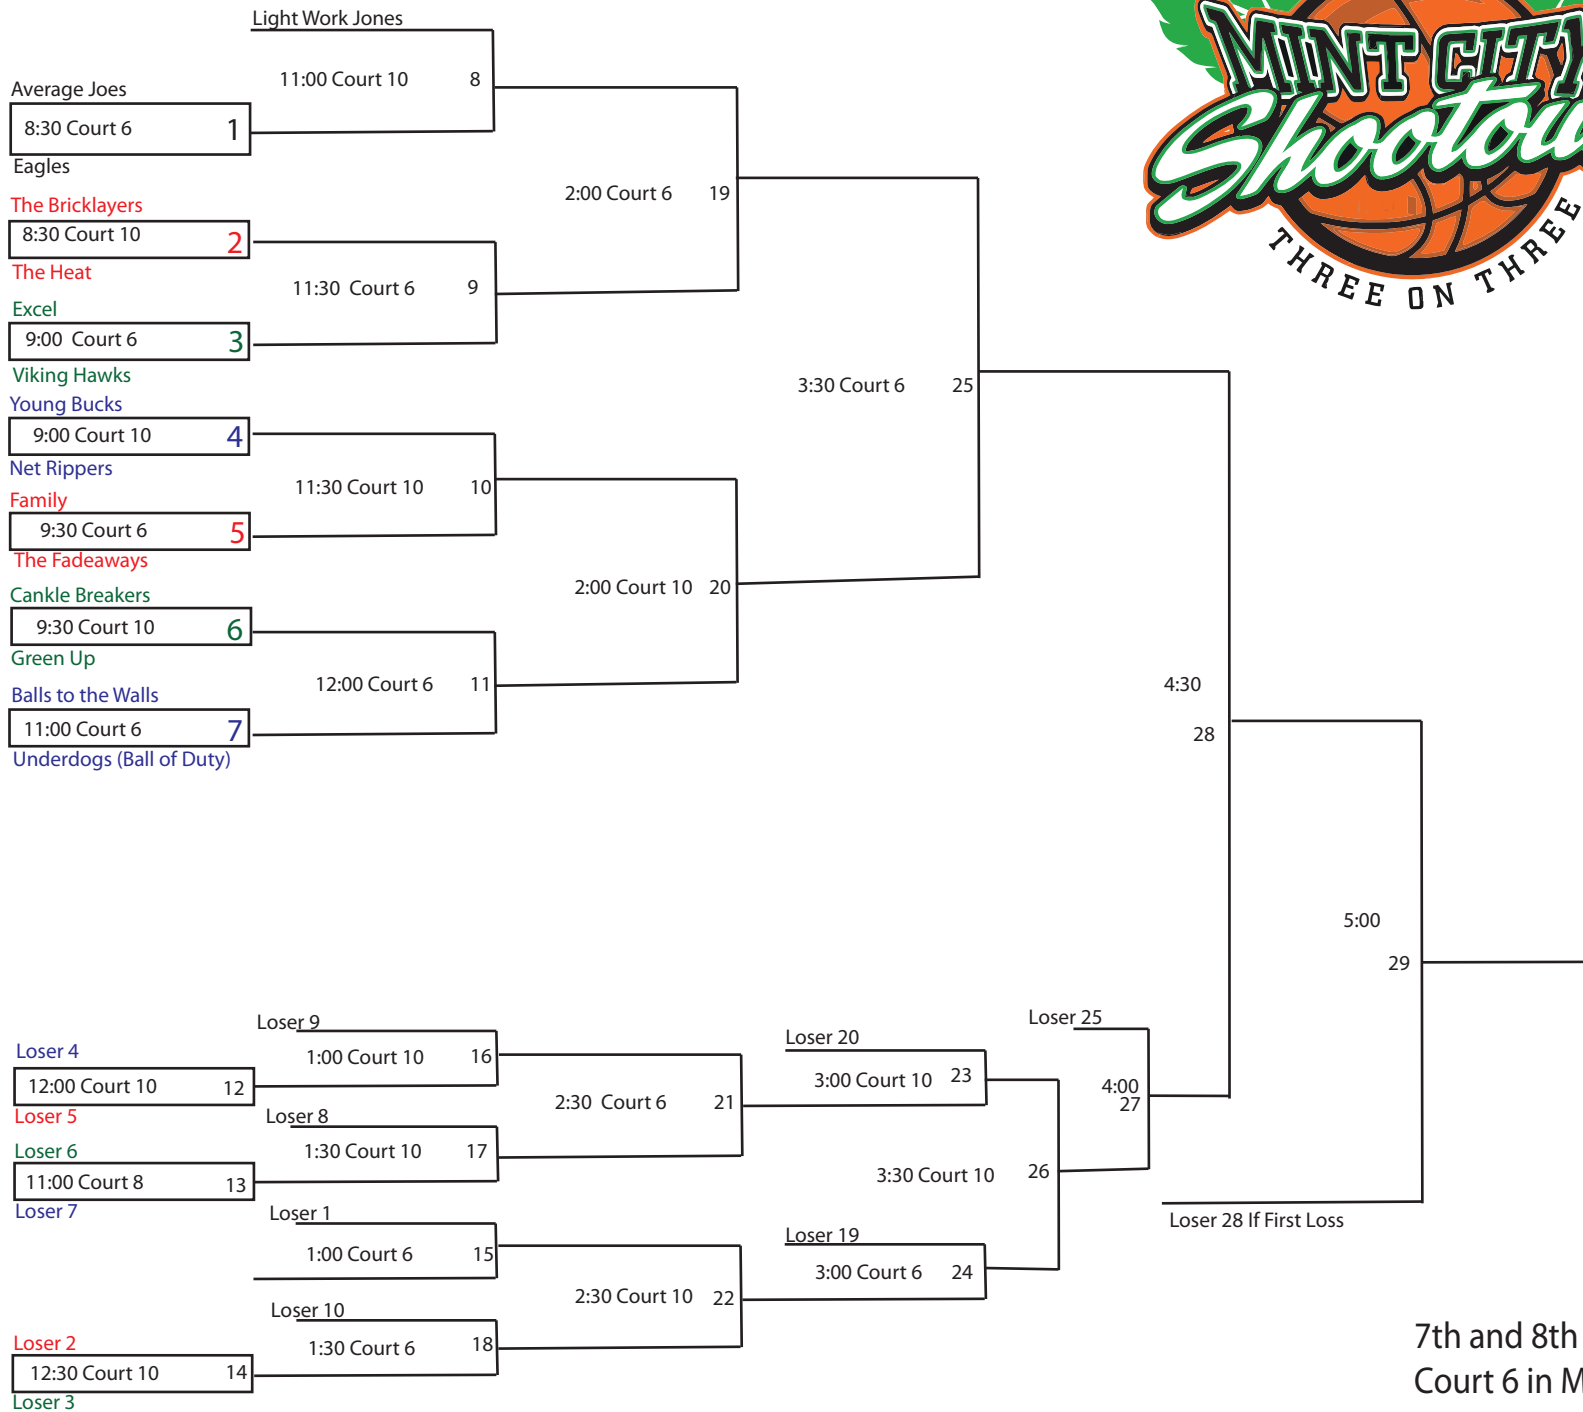 Light Work Jones
11:00 Court 10 8
Average Joes
8:30 Court 6 1
Eagles
The Bricklayers
8:30 Court 10 2
The Heat
11:30 Court 6 9
2:00 Court 6 19
Excel
9:00 Court 6 3
Viking Hawks
Young Bucks
9:00 Court 10 4
Net Rippers
11:30 Court 10 10
Family
9:30 Court 6 5
The Fadeaways
Cankle Breakers
9:30 Court 10 6
Green Up
2:00 Court 10 20
12:00 Court 6 11
Balls to the Walls
11:00 Court 6 7
Underdogs (Ball of Duty)
3:30 Court 6 25
4:30
28
5:00
29
MINT CITY
Shootou
THREE ON THREE
Loser 9
1:00 Court 10 16
Loser 4
12:00 Court 10 12
Loser 5
Loser 8
1:30 Court 10 17
Loser 6
11:00 Court 8 13
Loser 7
2:30 Court 6 21
Loser 20
3:00 Court 10 23
Loser 25
4:00
27
3:30 Court 10 26
Loser 1
1:00 Court 6 15
Loser 19
3:00 Court 6 24
2:30 Court 10 22
Loser 10
1:30 Court 6 18
Loser 2
12:30 Court 10 14
Loser 3
Loser 28 If First Loss
7th and 8th
Court 6 in M